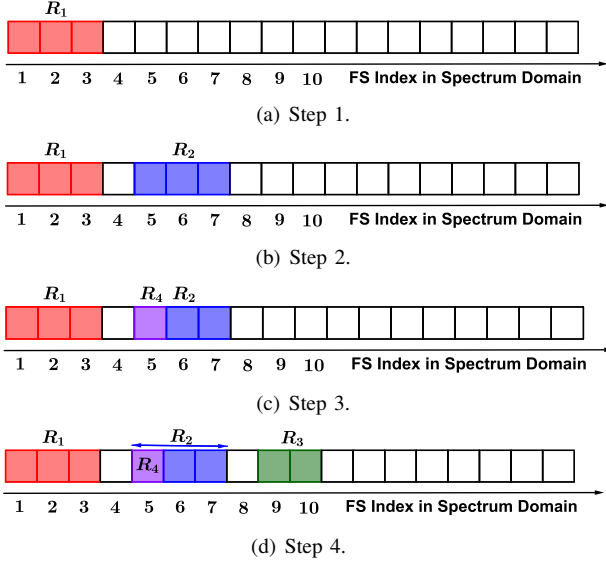 R1
1 2 3 4 5 6 7 8 9 10 FS Index in Spectrum Domain
(a) Step 1.
R1 R2
1 2 3 4 5 6 7 8 9 10 FS Index in Spectrum Domain
(b) Step 2.
R1 R4 R2
1 2 3 4 5 6 7 8 9 10 FS Index in Spectrum Domain
(c) Step 3.
R1 R2 R3
R4
1 2 3 4 5 6 7 8 9 10 FS Index in Spectrum Domain
(d) Step 4.